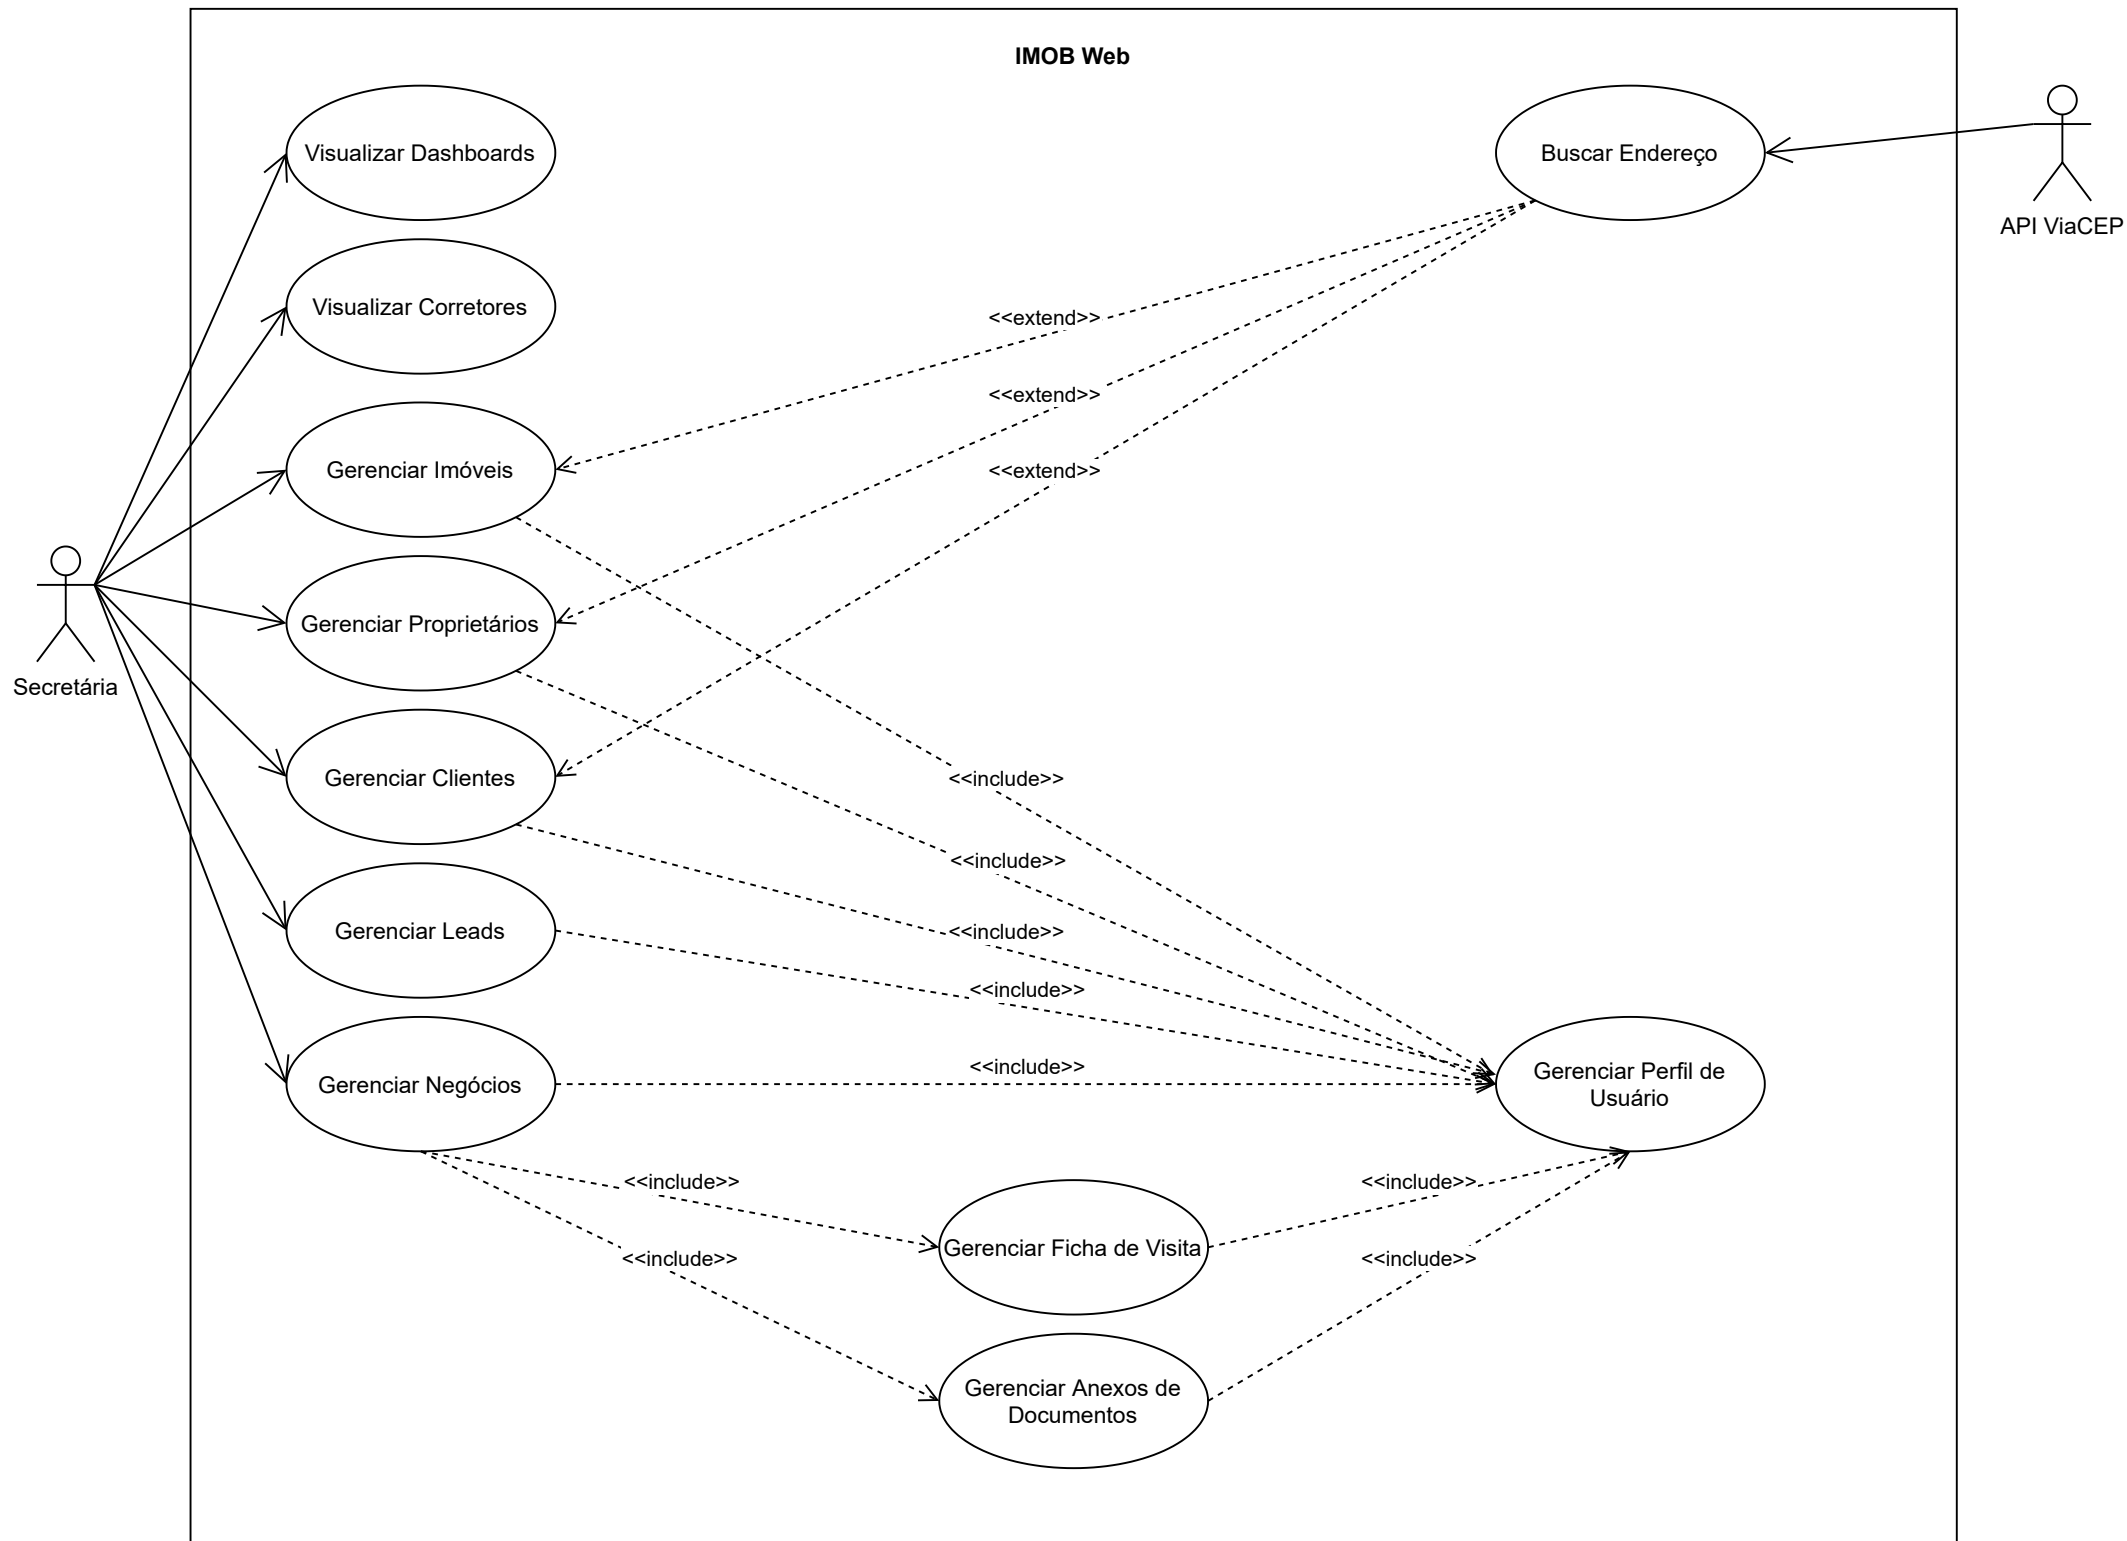 IMOB Web
Visualizar Dashboards
Buscar Endereço
API ViaCEP
Visualizar Corretores
<<extend>>
<<extend>>
Gerenciar Imóveis
<<extend>>
Gerenciar Proprietários
Secretária
Gerenciar Clientes
<<include>>
<<include>>
Gerenciar Leads
<<include>>
<<include>>
<<include>>
Gerenciar Negócios
Gerenciar Perfil de
Usuário
<<include>>
<<include>>
Gerenciar Ficha de Visita
<<include>>
<<include>>
Gerenciar Anexos de
Documentos